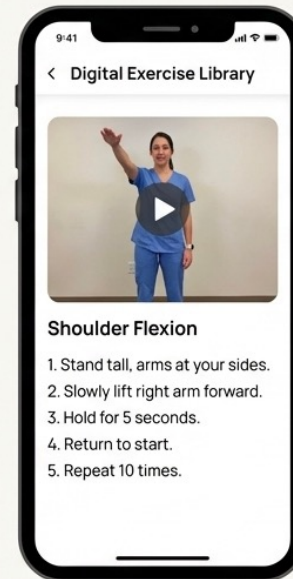 9:41
Digital Exercise Library
Shoulder Flexion
1. Stand tall, arms at your sides.
2. Slowly lift right arm forward.
3. Hold for 5 seconds.
4. Return to start.
5. Repeat 10 times.